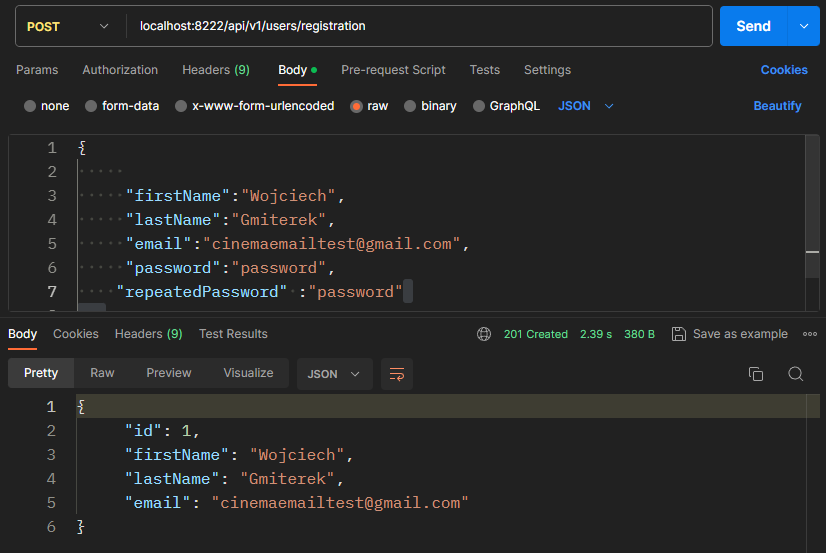 POST localhost:8222/api/v1/users/registration Send
Params Authorization Headers (9) Body Pre-request Script Tests Settings Cookies
none form-data x-www-form-urlencoded raw binary GraphQL JSON Beautify
1 {
2
3 "firstName":"Wojciech",
4 "lastName":"Gmiterek",
5 "email":"cinemaemailtest@gmail.com",
6 "password":"password",
7 "repeatedPassword" :"password"
Body Cookies Headers (9) Test Results 201 Created 2.39 s 380 B Save as example
Pretty Raw Preview Visualize JSON
1 {
2 "id": 1,
3 "firstName": "Wojciech",
4 "lastName": "Gmiterek",
5 "email": "cinemaemailtest@gmail.com"
6 }